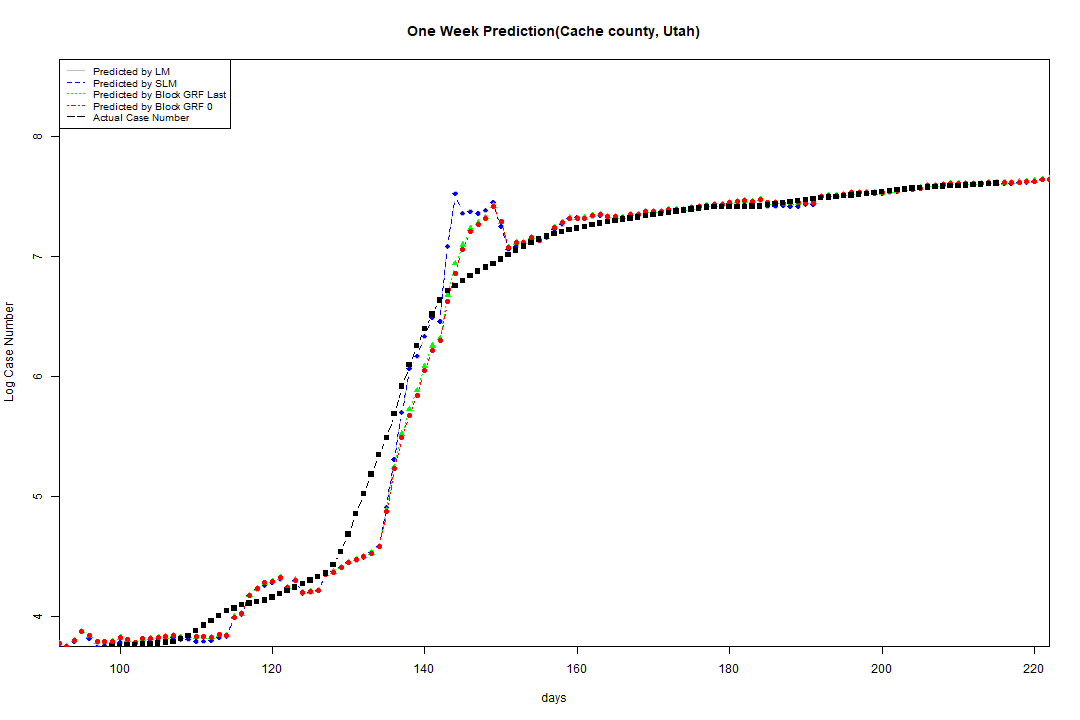 One Week Prediction(Cache county, Utah)
Predicted by LM
Predicted by SLM
Predicted by Block GRF Last
Predicted by Block GRF 0
Actual Case Number
8
7
6
5
4
Log Case Number
100 120 140 160 180 200 220
days